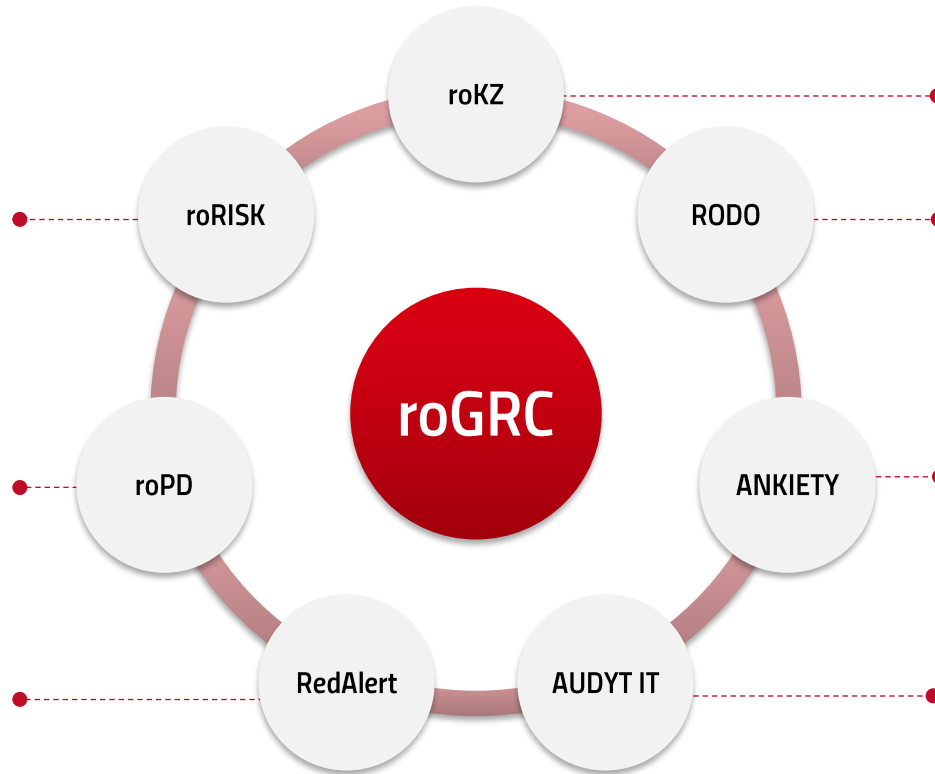 roKZ
roRISK
RODO
roGRC
roPD
ANKIETY
RedAlert
AUDYT IT